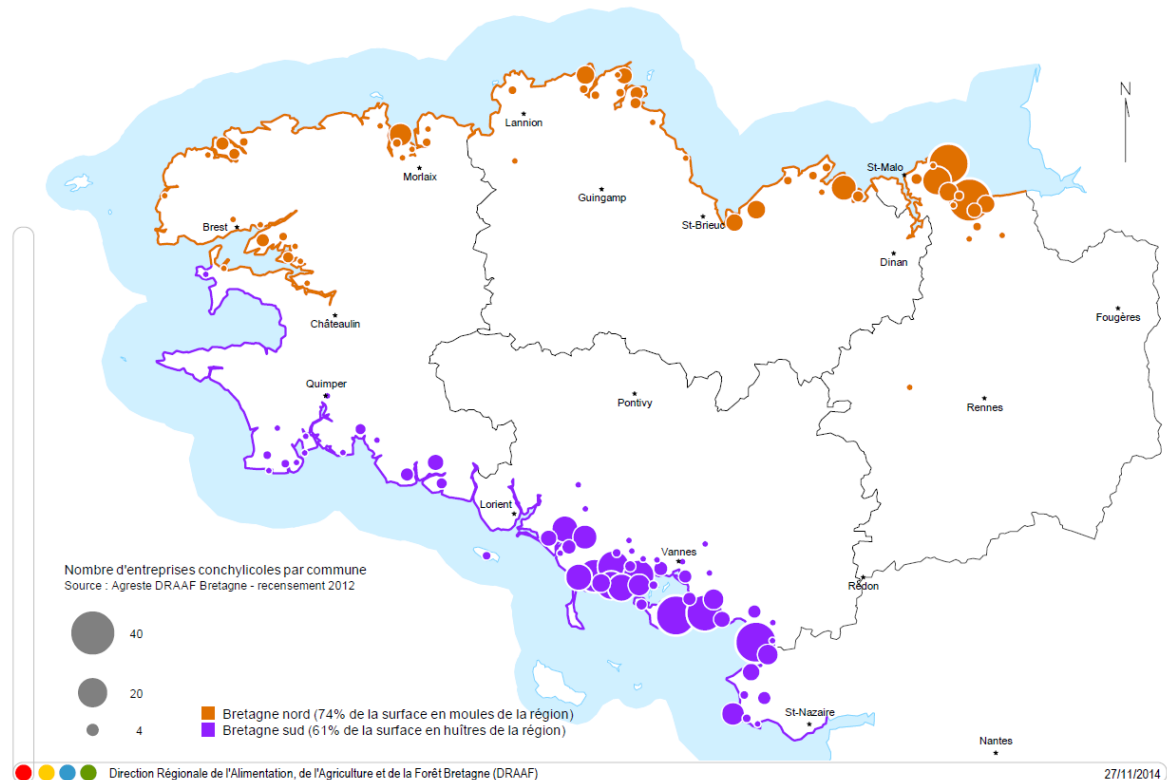 N
Lannion
Morlaix
St-Malo
Guingamp
St-Brieuc
Brest
Dinan
Fougères
Châteaulin
Quimper
Pontivy
Rennes
Lorient
Vannes
Rédon
Nombre d'entreprises conchylicoles par commune
Source : Agreste DRAAF Bretagne - recensement 2012
40
20
4
Bretagne nord (74% de la surface en moules de la région)
Bretagne sud (61% de la surface en huîtres de la région)
St-Nazaire
Nantes
Direction Régionale de l'Alimentation, de l'Agriculture et de la Forêt Bretagne (DRAAF)
27/11/2014